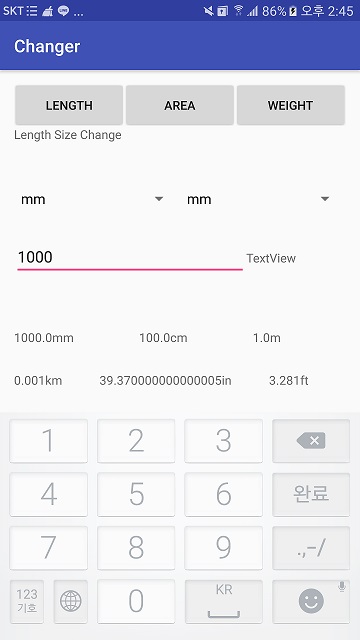 SKT ... 86% 오후 2:45
Changer
LENGTH AREA WEIGHT
Length Size Change
mm mm
1000 TextView
1000.0mm 100.0cm 1.0m
0.001km 39.370000000000005in 3.281ft
1 2 3
4 5 6 완료
7 8 9 .,-/
123 0 KR
기호